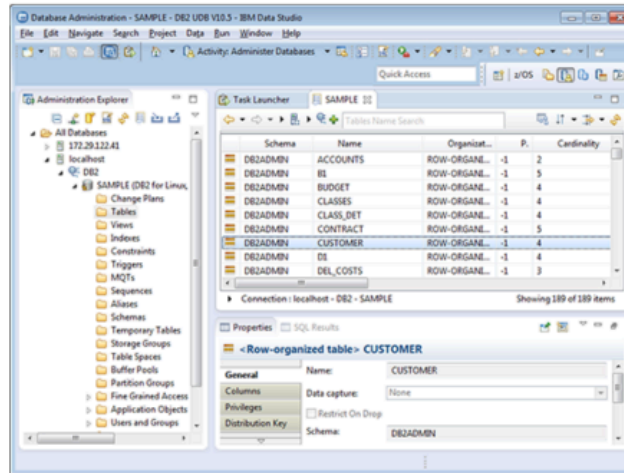 Database Administration - SAMPLE - DB2 UDB V10.5 - IBM Data Studio
File Edit Navigate Search Project Data Run Window Help
Activity: Administer Databases
Quick Access
z/OS
Administration Explorer
All Databases
172.29.122.41
localhost
DB2
SAMPLE (DB2 for Linux,
Change Plans
Tables
Views
Indexes
Constraints
Triggers
MQTs
Sequences
Aliases
Schemas
Temporary Tables
Storage Groups
Table Spaces
Buffer Pools
Partition Groups
Fine Grained Access
Application Objects
Users and Groups
Task Launcher SAMPLE
Tables Name Search
Schema Name Organizat... P. Cardinality
DB2ADMIN ACCOUNTS ROW-ORGANI... -1 2
DB2ADMIN B1 ROW-ORGANI... -1 5
DB2ADMIN BUDGET ROW-ORGANI... -1 4
DB2ADMIN CLASSES ROW-ORGANI... -1 4
DB2ADMIN CLASS_DET ROW-ORGANI... -1 4
DB2ADMIN CONTRACT ROW-ORGANI... -1 5
DB2ADMIN CUSTOMER ROW-ORGANI... -1 4
DB2ADMIN D1 ROW-ORGANI... -1 4
DB2ADMIN DEL_COSTS ROW-ORGANI... -1 3
Connection : localhost - DB2 - SAMPLE Showing 189 of 189 items
Properties SQL Results
<Row-organized table> CUSTOMER
General
Columns
Privileges
Distribution Key
Name: CUSTOMER
Data capture: None
Restrict On Drop
Schema: DB2ADMIN